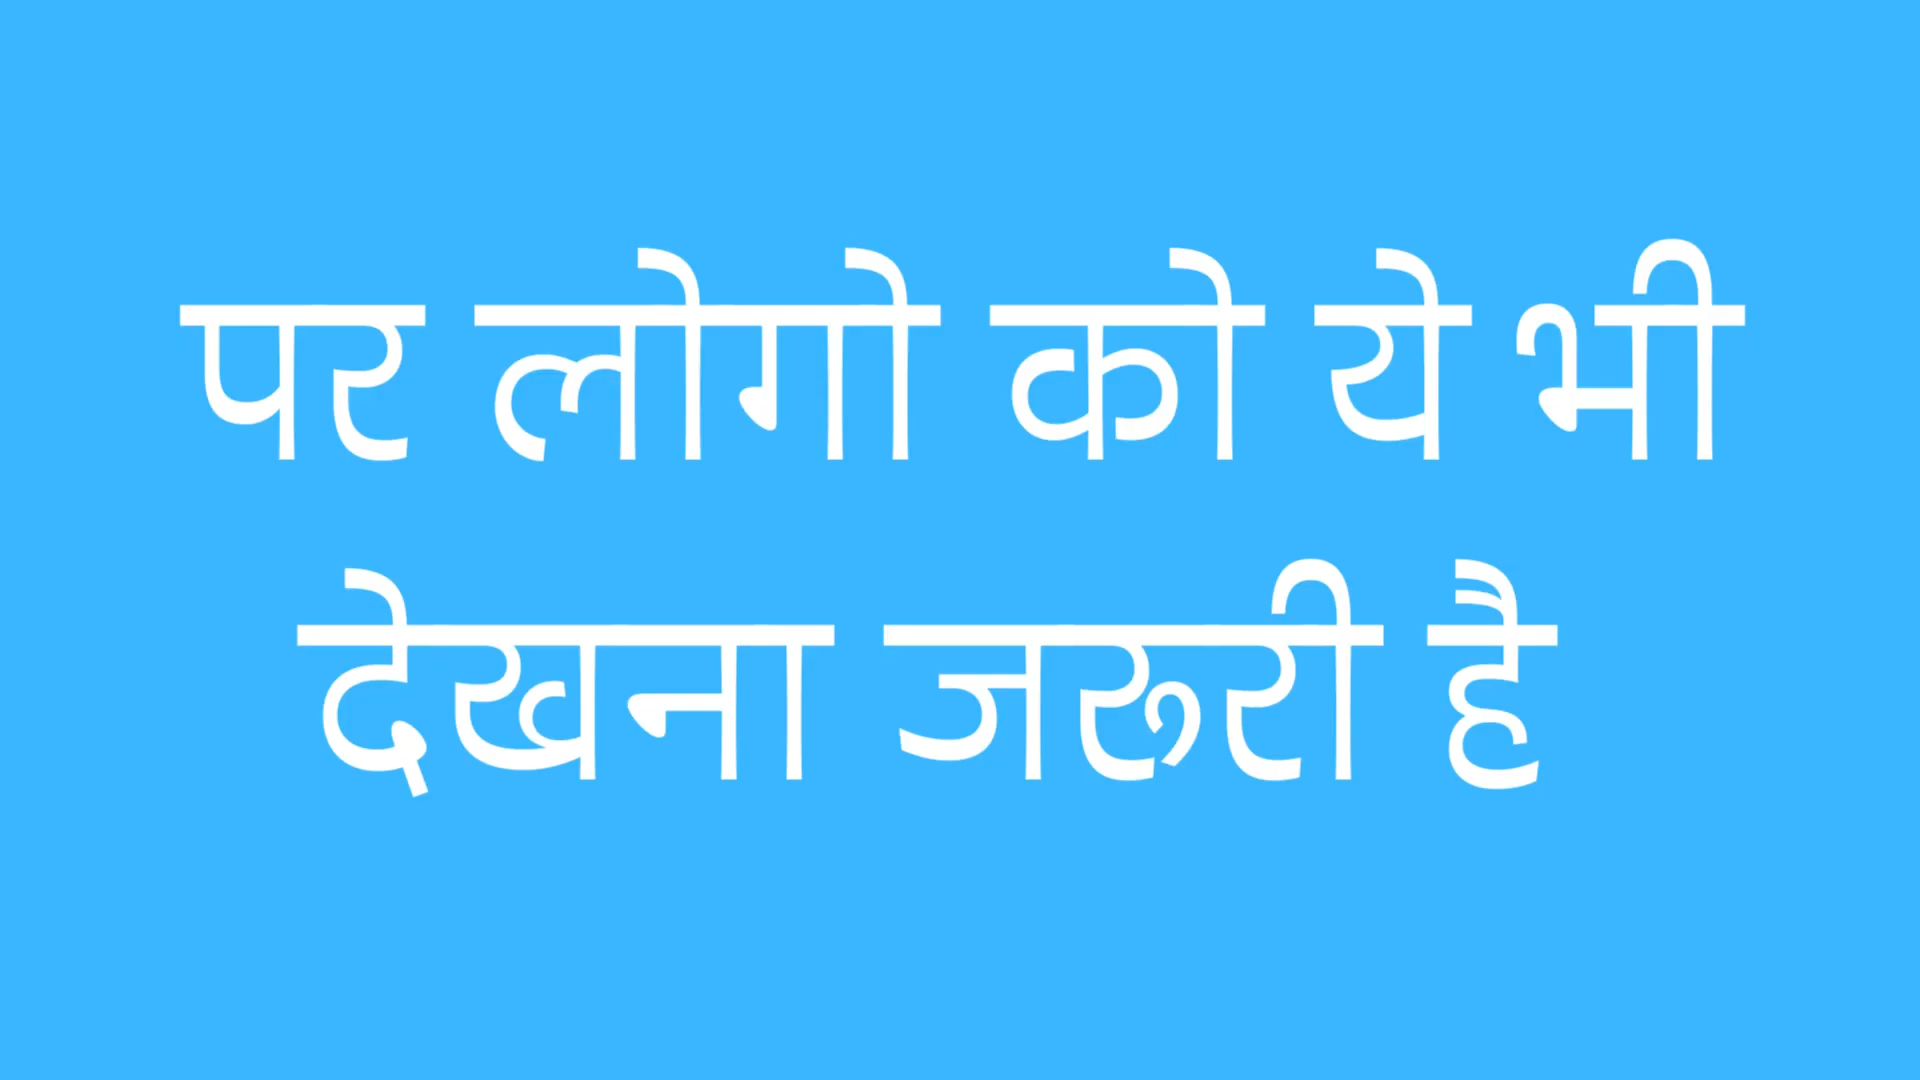 पर लोगो को ये भी
देखना जरूरी है